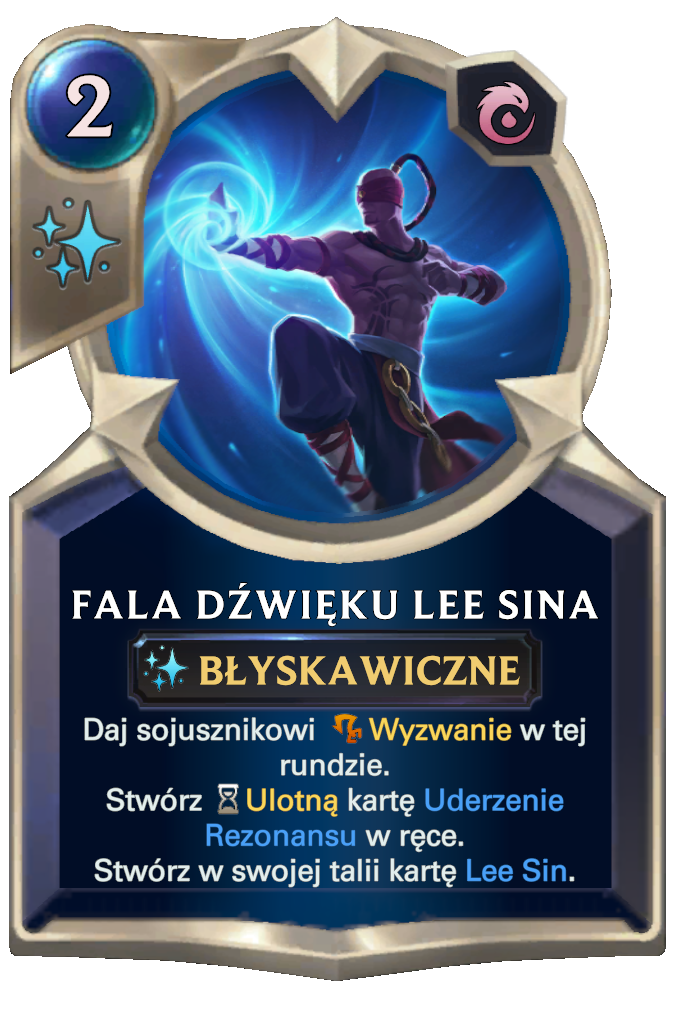 2
FALA DŹWIĘKU LEE SINA
BŁYSKAWICZNE
Daj sojusznikowi Wyzwanie w tej
rundzie.
Stwórz Ulotną kartę Uderzenie
Rezonansu w ręce.
Stwórz w swojej talii kartę Lee Sin.